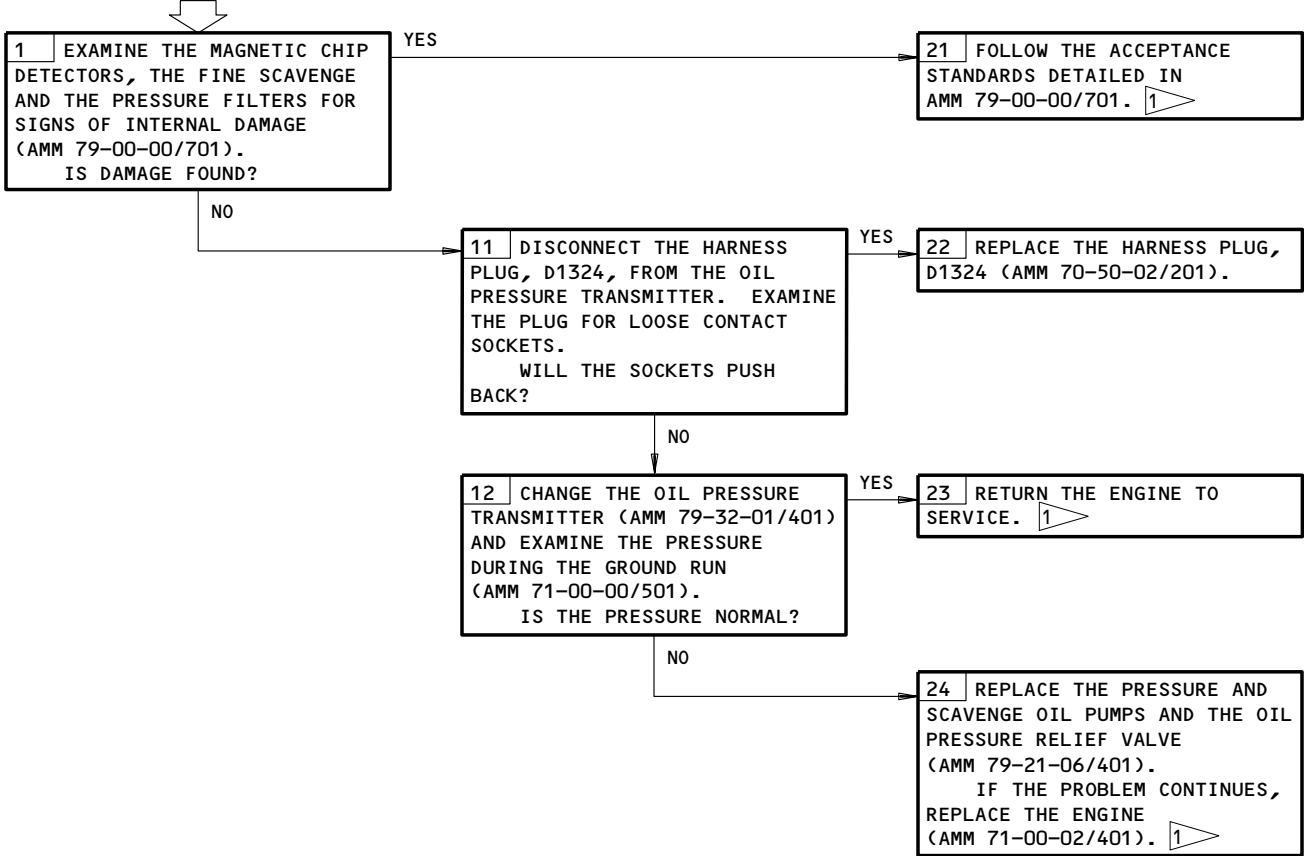 1 EXAMINE THE MAGNETIC CHIP
DETECTORS, THE FINE SCAVENGE
AND THE PRESSURE FILTERS FOR
SIGNS OF INTERNAL DAMAGE
(AMM 79-00-00/701).
IS DAMAGE FOUND?
YES
21 FOLLOW THE ACCEPTANCE
STANDARDS DETAILED IN
AMM 79-00-00/701. 1
NO
11 DISCONNECT THE HARNESS
PLUG, D1324, FROM THE OIL
PRESSURE TRANSMITTER. EXAMINE
THE PLUG FOR LOOSE CONTACT
SOCKETS.
WILL THE SOCKETS PUSH
BACK?
YES
22 REPLACE THE HARNESS PLUG,
D1324 (AMM 70-50-02/201).
NO
12 CHANGE THE OIL PRESSURE
TRANSMITTER (AMM 79-32-01/401)
AND EXAMINE THE PRESSURE
DURING THE GROUND RUN
(AMM 71-00-00/501).
IS THE PRESSURE NORMAL?
YES
23 RETURN THE ENGINE TO
SERVICE. 1
NO
24 REPLACE THE PRESSURE AND
SCAVENGE OIL PUMPS AND THE OIL
PRESSURE RELIEF VALVE
(AMM 79-21-06/401).
IF THE PROBLEM CONTINUES,
REPLACE THE ENGINE
(AMM 71-00-02/401). 1